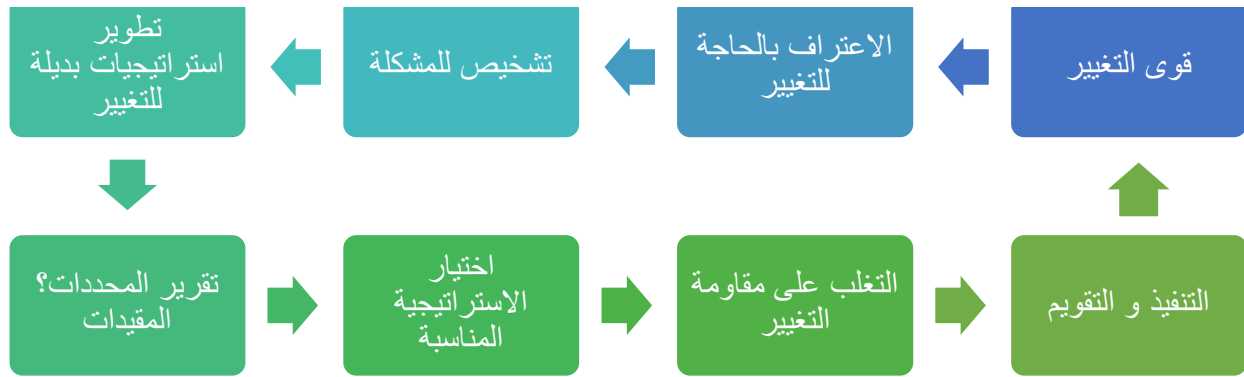 قوى التغيير
الاعتراف بالحاجة
للتغيير
تشخيص للمشكلة
تطوير
استراتيجيات بديلة
للتغيير
تقرير المحددات؟
المقيدات
اختيار
الاستراتيجية
المناسبة
التغلب على مقاومة
التغيير
التنفيذ و التقويم